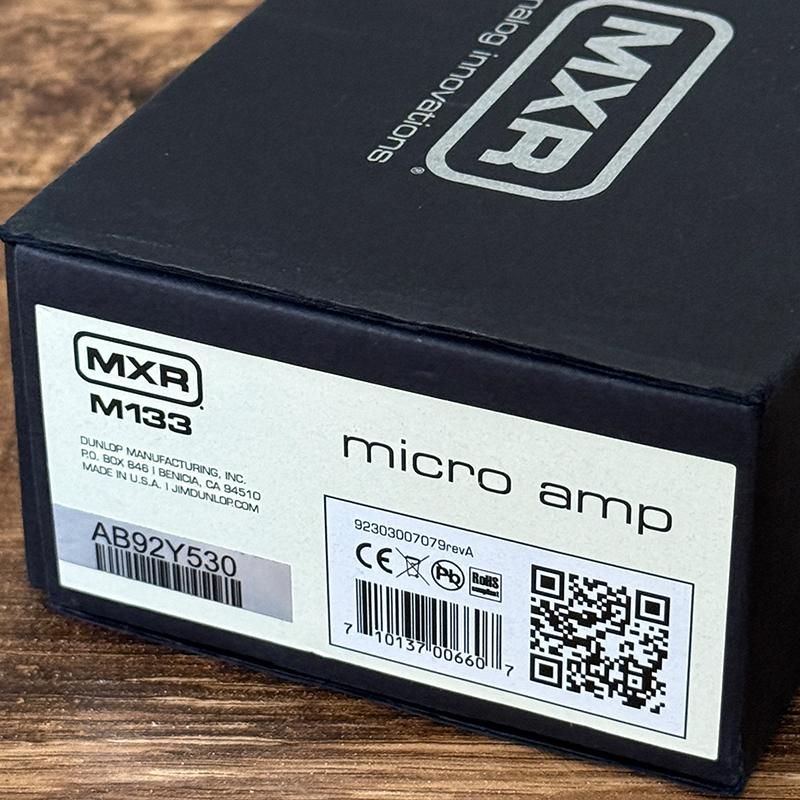 MXR
analog innovations®
MXR
M133
DUNLOP MANUFACTURING, INC.
P.O. BOX 846 | BENICIA, CA 94510
MADE IN U.S.A. | JIMDUNLOP.COM
AB92Y530
micro amp
92303007079revA
CE Pb RoHS
compliant
7 10137 00660 7